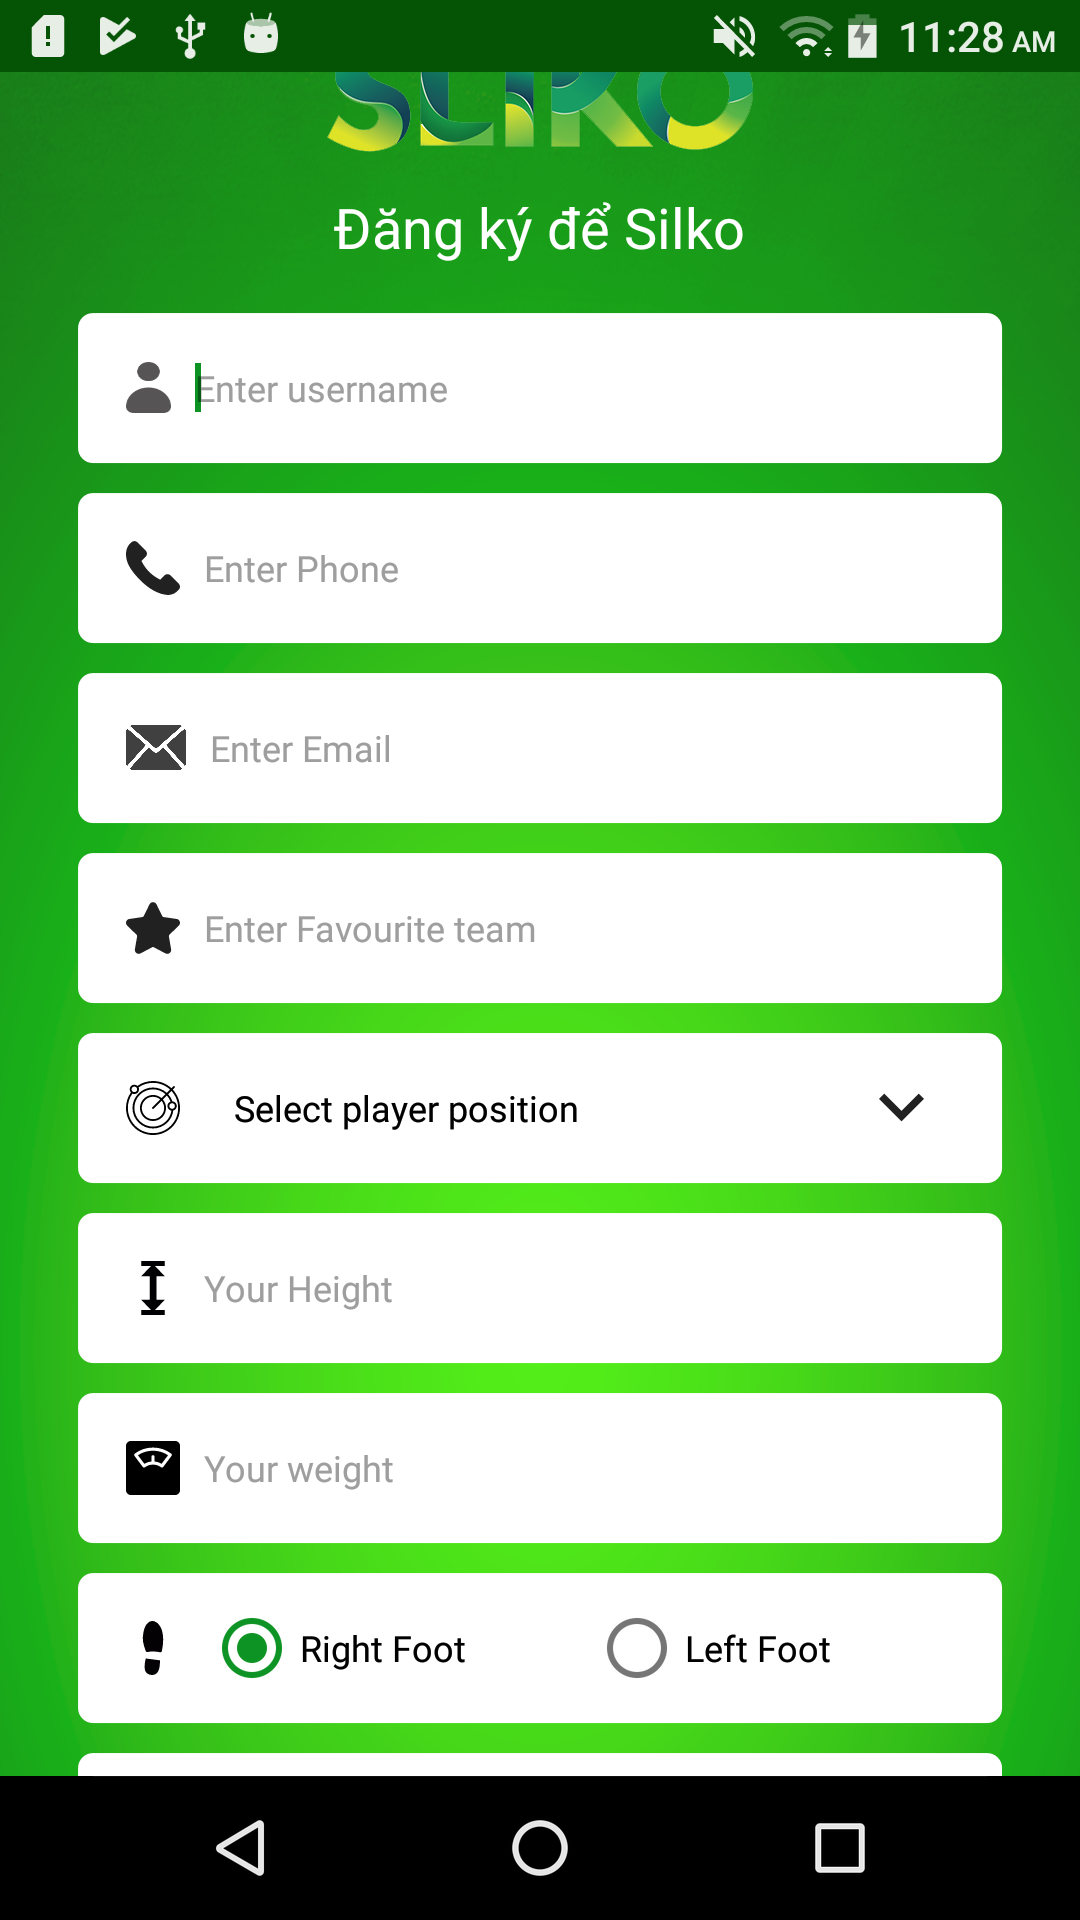 11:28 AM
SLIKO
Đăng ký để Silko
Enter username
Enter Phone
Enter Email
Enter Favourite team
Select player position
Your Height
Your weight
Right Foot
Left Foot